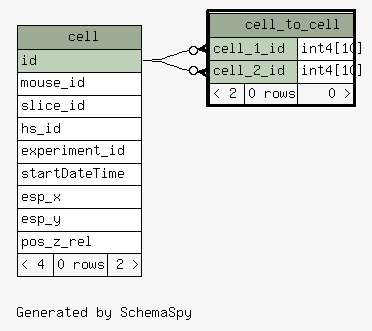 cell
id
mouse_id
slice_id
hs_id
experiment_id
startDateTime
esp_x
esp_y
pos_z_rel
< 4 0 rows 2 >
cell_to_cell
cell_1_id int4[10]
cell_2_id int4[10]
< 2 0 rows 0 >
Generated by SchemaSpy